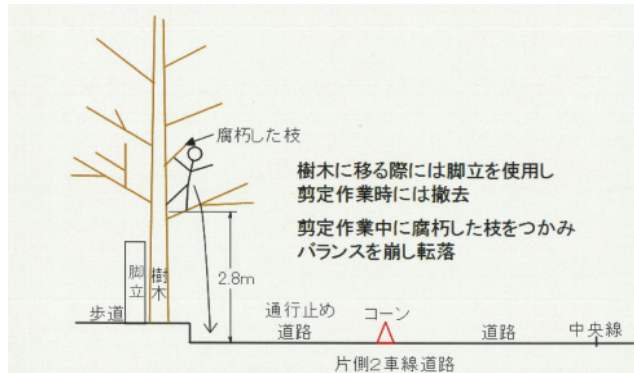 腐朽した枝
樹木に移る際には脚立を使用し
剪定作業時には撤去
剪定作業中に腐朽した枝をつかみ
バランスを崩し転落
脚立
樹木
2.8m
歩道
通行止め
道路
コーン
道路
中央線
片側2車線道路